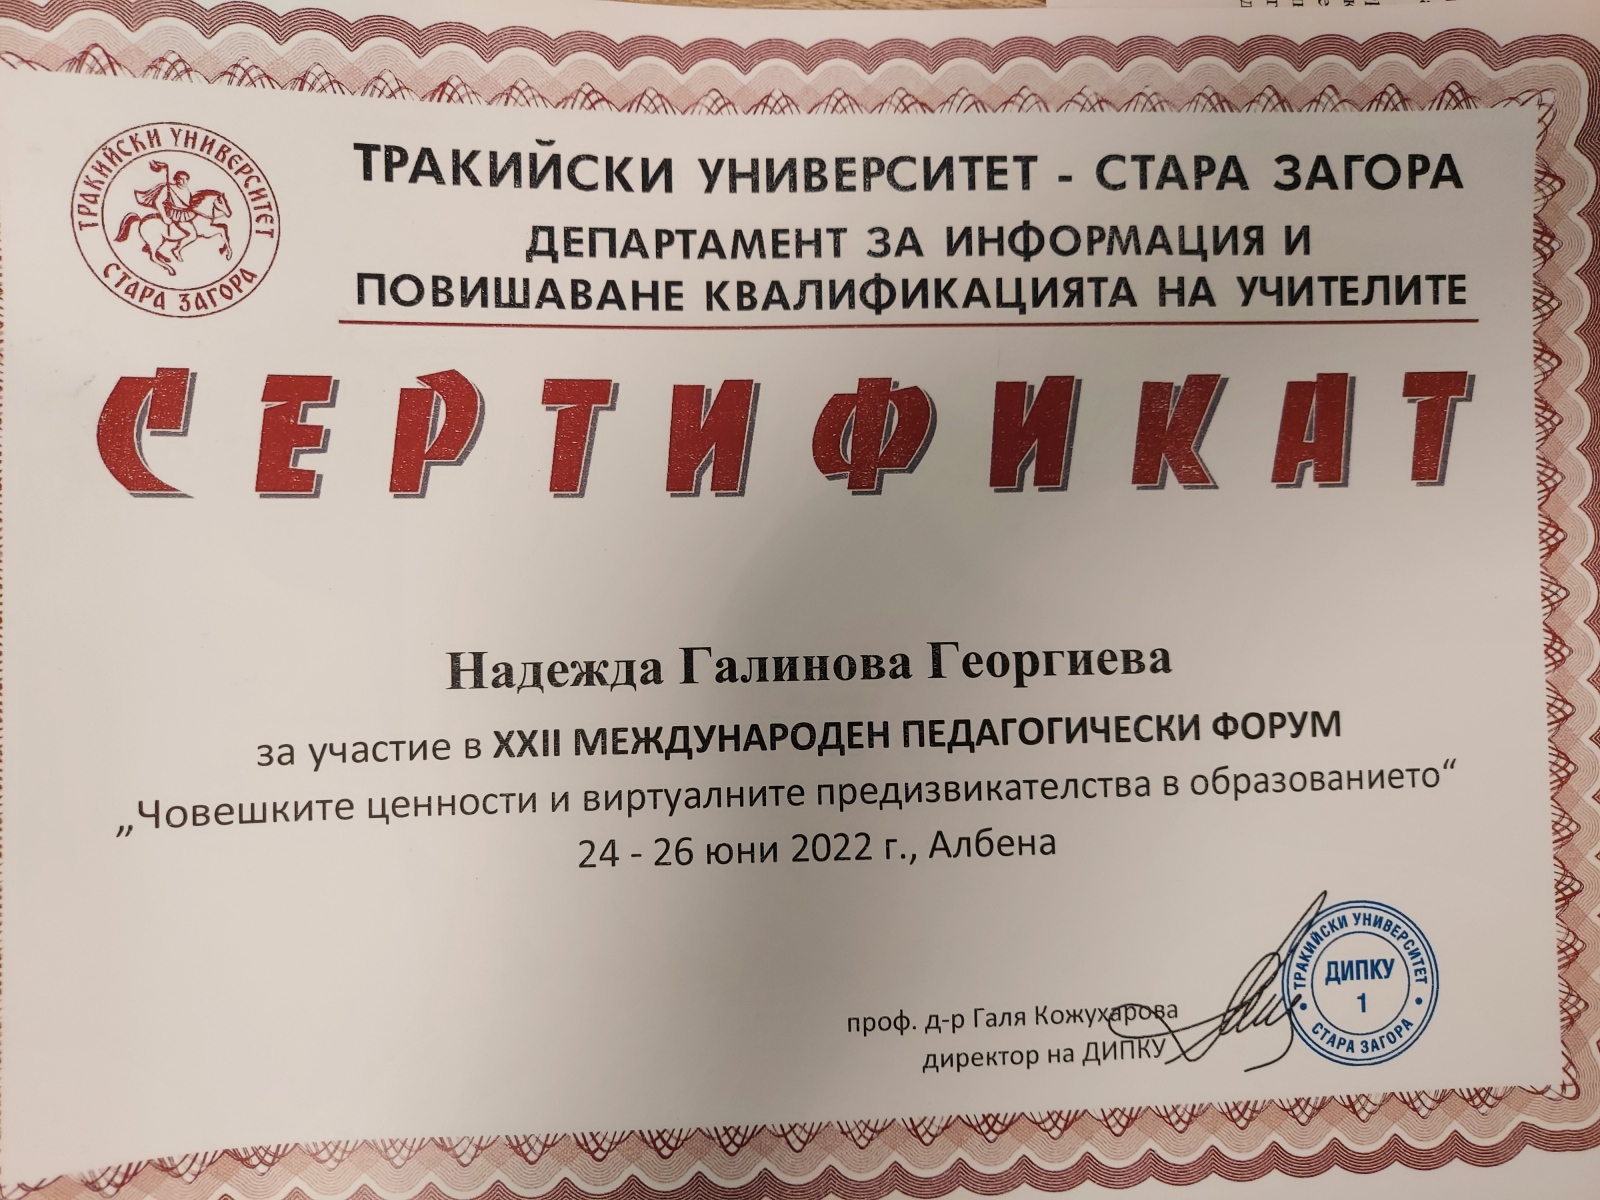 ТРАКИЙСКИ УНИВЕРСИТЕТ
СТАРА ЗАГОРА
ТРАКИЙСКИ УНИВЕРСИТЕТ - СТАРА ЗАГОРА
ДЕПАРТАМЕНТ ЗА ИНФОРМАЦИЯ И
ПОВИШАВАНЕ КВАЛИФИКАЦИЯТА НА УЧИТЕЛИТЕ
СЕРТИФИКАТ
Надежда Галинова Георгиева
за участие в XXII МЕЖДУНАРОДЕН ПЕДАГОГИЧЕСКИ ФОРУМ
„Човешките ценности и виртуалните предизвикателства в образованието“
24 - 26 юни 2022 г., Албена
проф. д-р Галя Кожухарова
директор на ДИПКУ
ТРАКИЙСКИ УНИВЕРСИТЕТ
ДИПКУ
1
• СТАРА ЗАГОРА •